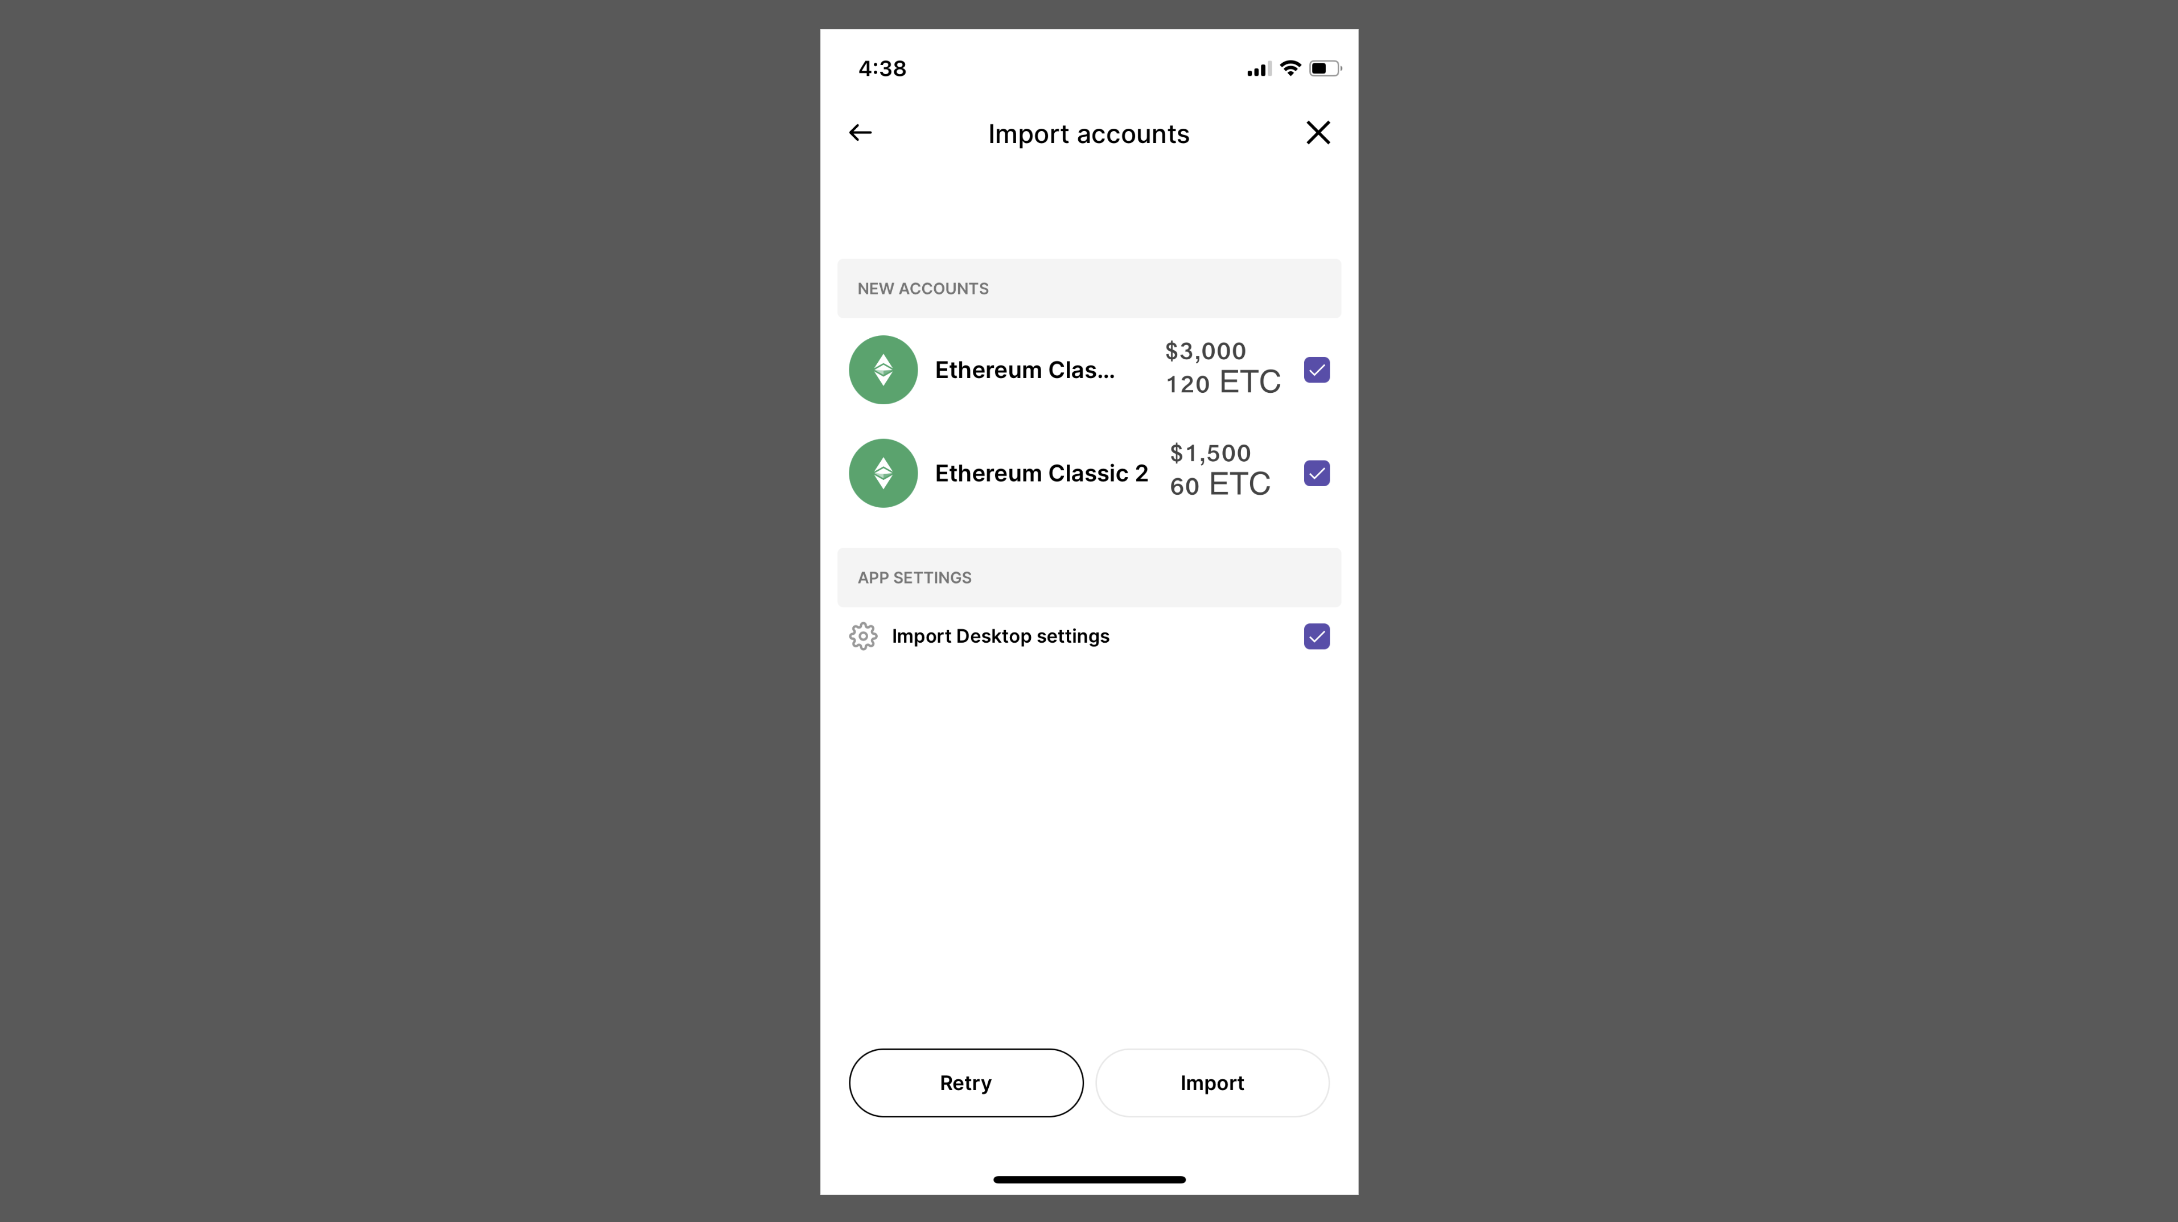 4:38
Import accounts
NEW ACCOUNTS
Ethereum Clas...
$3,000
120 ETC
Ethereum Classic 2
$1,500
60 ETC
APP SETTINGS
Import Desktop settings
Retry
Import